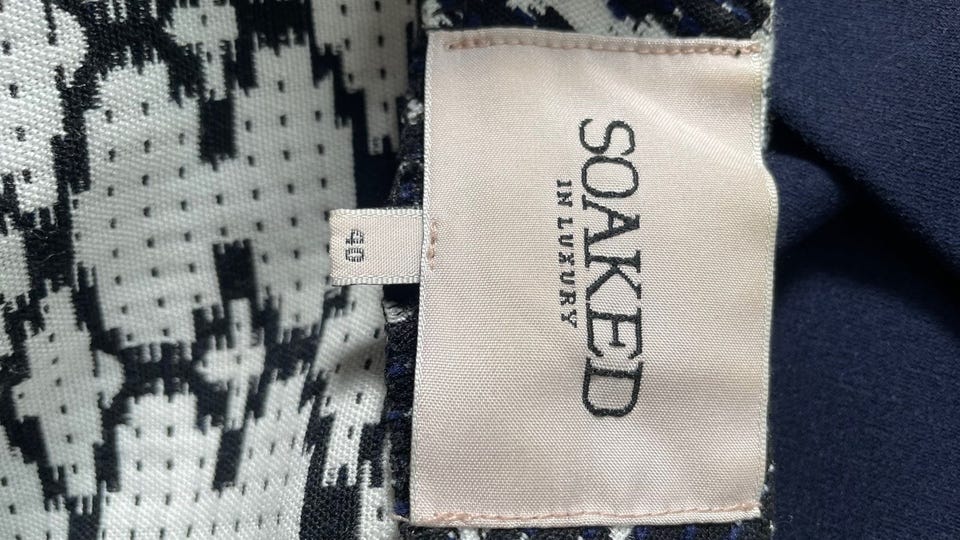 SOAKED
IN LUXURY
40